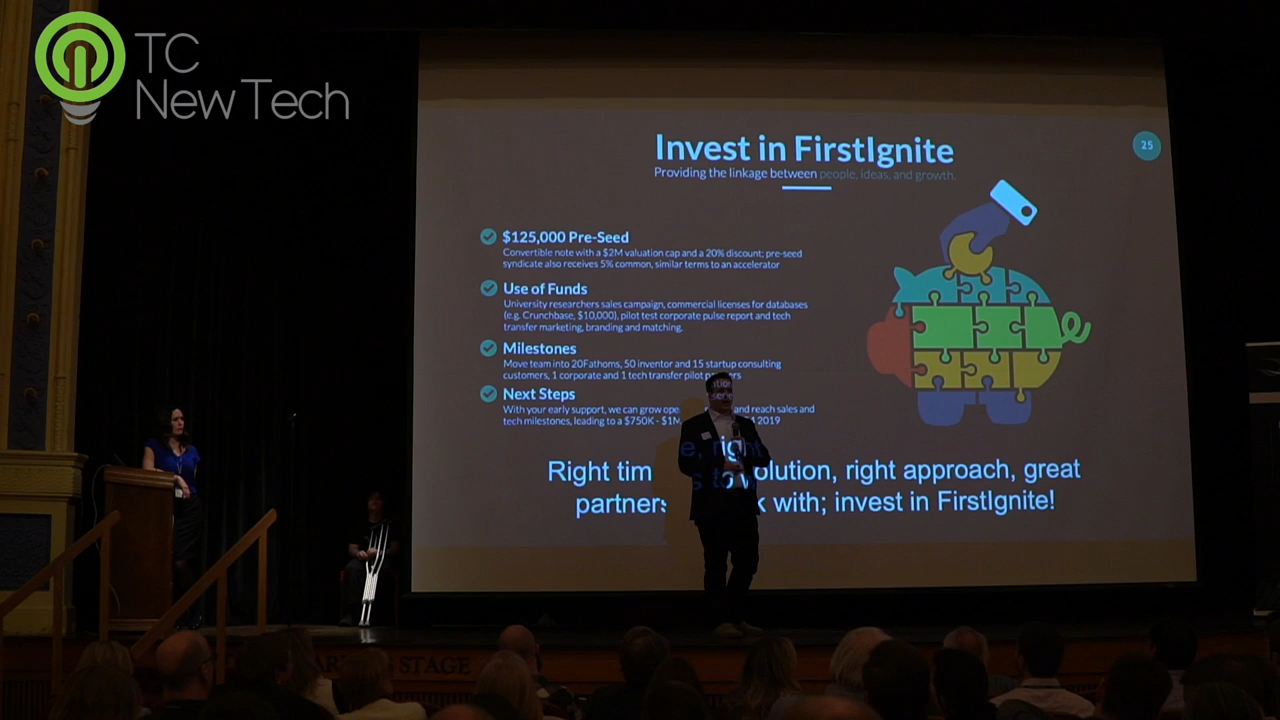 TC
New Tech
Invest in FirstIgnite
25
Providing the linkage between people, ideas, and growth.
$125,000 Pre-Seed
Convertible note with a $2M valuation cap and a 20% discount; pre-seed
syndicate also receives 5% common, similar terms to an accelerator
Use of Funds
University researchers sales campaign, commercial licenses for databases
(e.g. Crunchbase, $10,000), pilot test corporate pulse report and tech
transfer marketing, branding and matching.
Milestones
Move team into 20Fathoms, 50 inventor and 15 startup consulting
customers, 1 corporate and 1 tech transfer pilot
Next Steps
With your early support, we can grow and reach sales and
tech milestones, leading to a $750K - $1M 2019
Right solution, right approach, great
with; invest in FirstIgnite!
STAGE